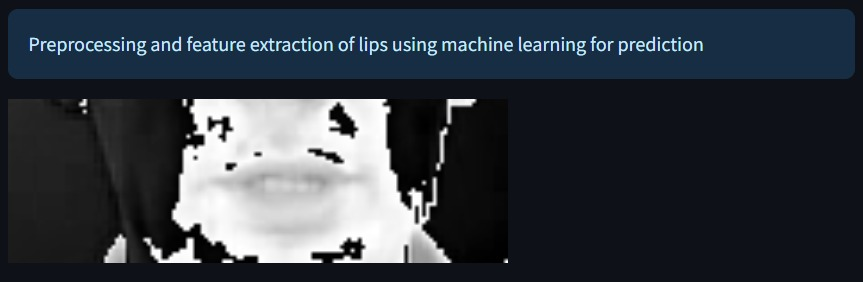 Preprocessing and feature extraction of lips using machine learning for prediction